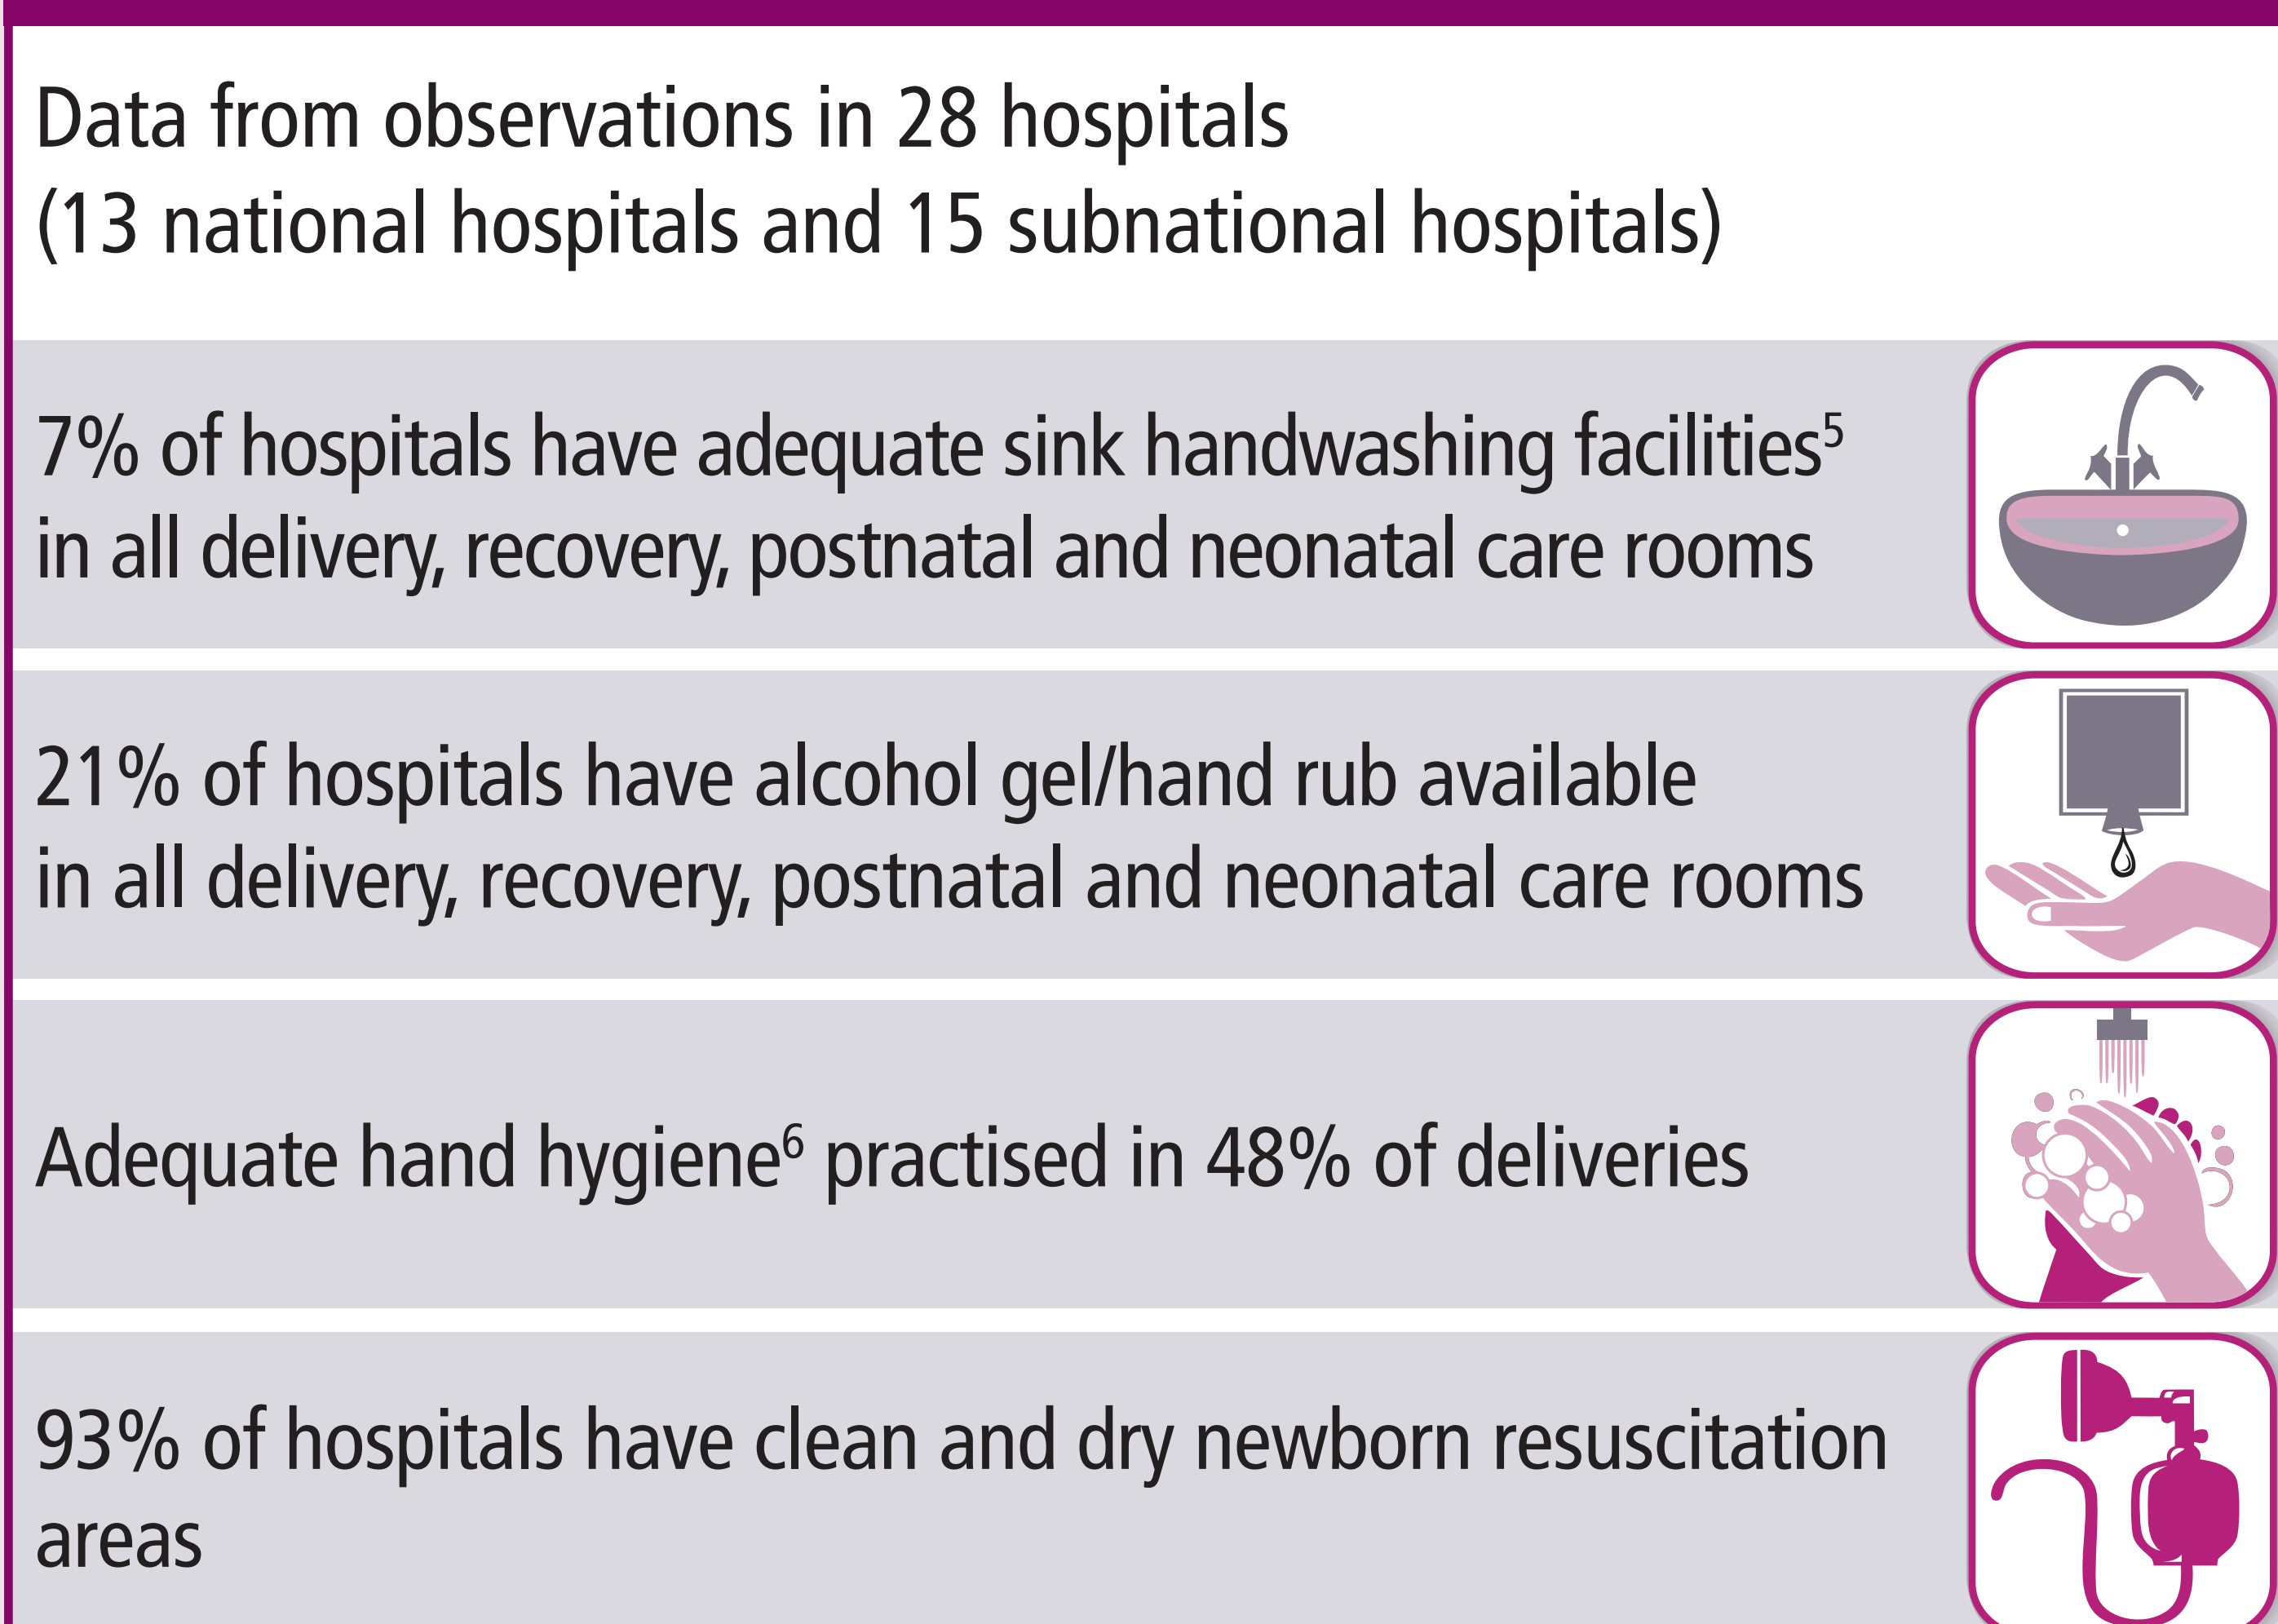 Data from observations in 28 hospitals
(13 national hospitals and 15 subnational hospitals)
7% of hospitals have adequate sink handwashing facilities⁵
in all delivery, recovery, postnatal and neonatal care rooms
21% of hospitals have alcohol gel/hand rub available
in all delivery, recovery, postnatal and neonatal care rooms
Adequate hand hygiene⁶ practised in 48% of deliveries
93% of hospitals have clean and dry newborn resuscitation
areas